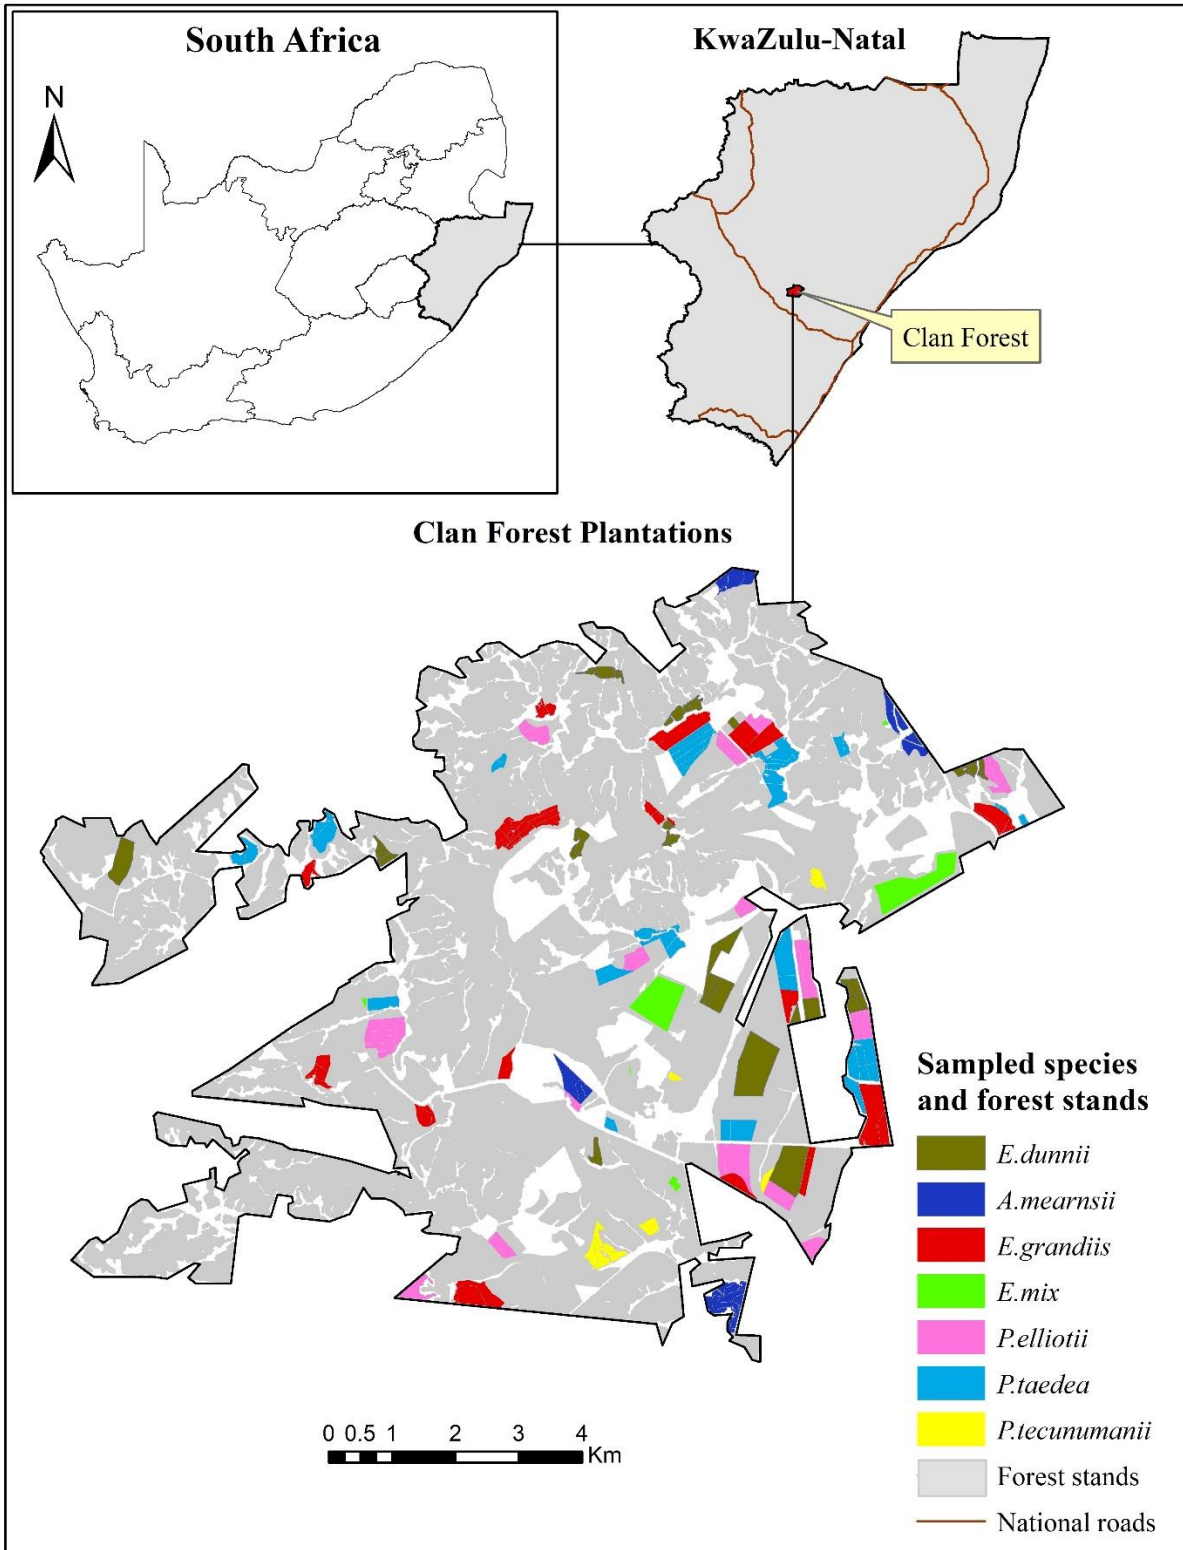 South Africa
KwaZulu-Natal
N
Clan Forest
Clan Forest Plantations
Sampled species
and forest stands
E.dunnii
A.mearnsii
E.grandiis
E.mix
P.elliotii
P.taedea
P.tecunumanii
Forest stands
National roads
0 0.5 1 2 3 4
Km